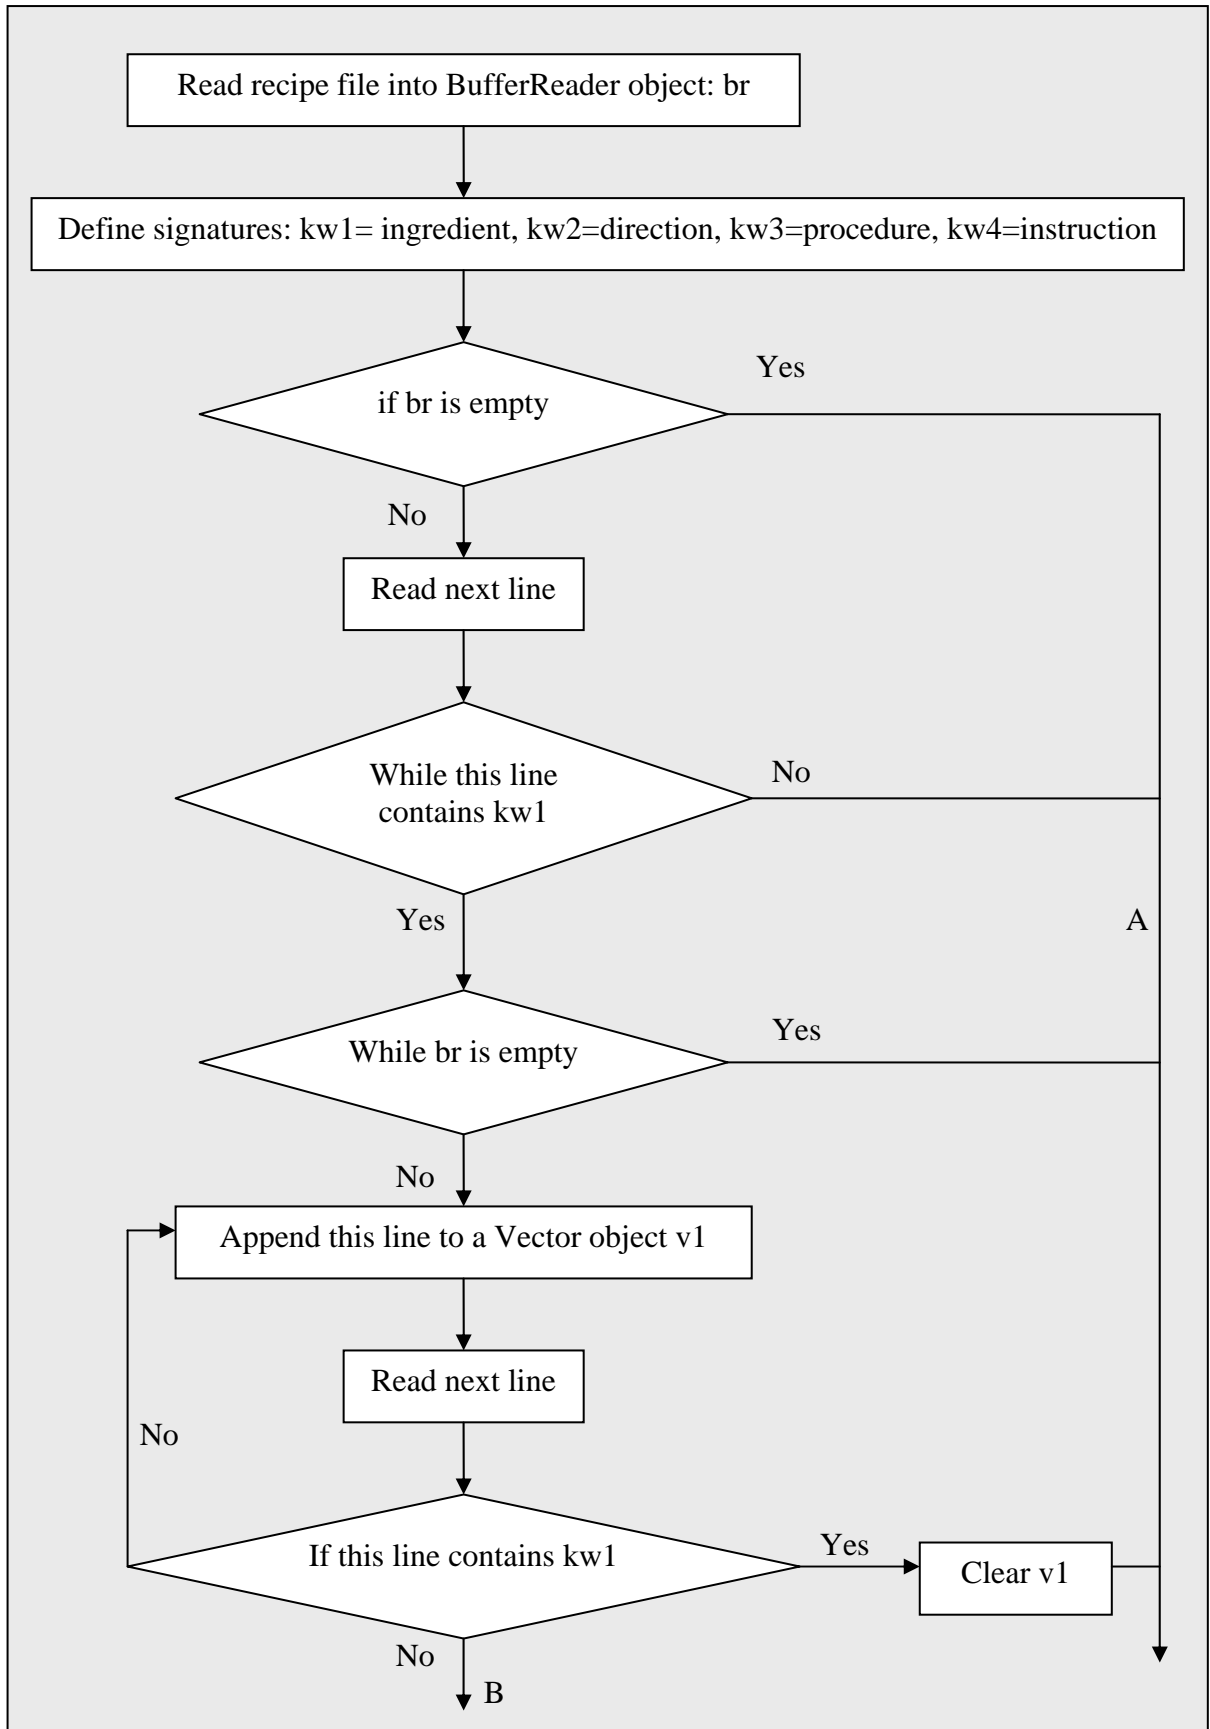 Read recipe file into BufferReader object: br
Define signatures: kw1= ingredient, kw2=direction, kw3=procedure, kw4=instruction
Yes
if br is empty
No
Read next line
While this line
contains kw1
No
Yes
A
While br is empty
Yes
No
Append this line to a Vector object v1
Read next line
No
If this line contains kw1
Yes
Clear v1
No
B